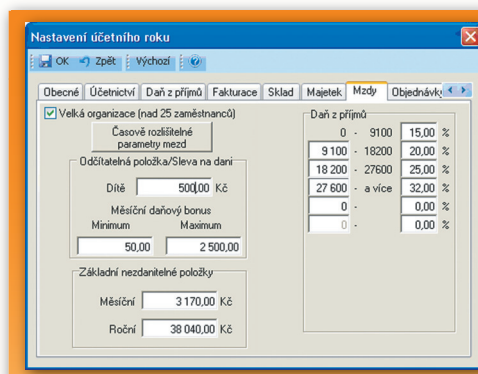 Nastavení účetního roku
OK Zpět Výchozí
Obecné Účetnictví Daň z příjmů Fakturace Sklad Majetek Mzdy Objednávky
Velká organizace (nad 25 zaměstnanců)
Časově rozlišitelné
parametry mezd
Odčítatelná položka/Sleva na dani
Dítě 500,00 Kč
Měsíční daňový bonus
Minimum Maximum
50,00 2 500,00
Základní nezdanitelné položky
Měsíční 3 170,00 Kč
Roční 38 040,00 Kč
Daň z příjmů
0 - 9100 15,00 %
9 100 - 18200 20,00 %
18 200 - 27600 25,00 %
27 600 - a více 32,00 %
0 - 0,00 %
0 - 0,00 %